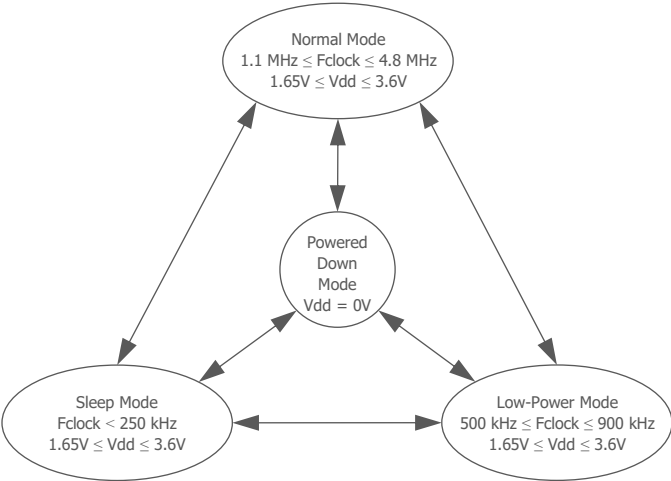 Normal Mode
1.1 MHz ≤ Fclock ≤ 4.8 MHz
1.65V ≤ Vdd ≤ 3.6V
Powered
Down
Mode
Vdd = 0V
Sleep Mode
Fclock < 250 kHz
1.65V ≤ Vdd ≤ 3.6V
Low-Power Mode
500 kHz ≤ Fclock ≤ 900 kHz
1.65V ≤ Vdd ≤ 3.6V